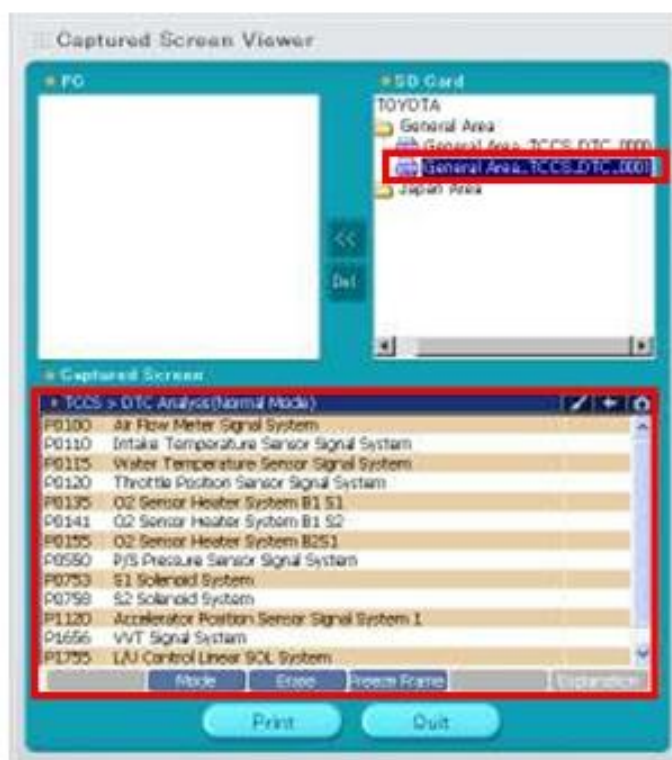 Captured Screen Viewer
PC
SD Card
TOYOTA
General Area
General Area_TCCS_DTC_0000
General Area_TCCS_DTC_0001
Japan Area
<<
Del
Captured Screen
TCCS > DTC Analysis(Normal Mode)
P0100 Air Flow Meter Signal System
P0110 Intake Temperature Sensor Signal System
P0115 Water Temperature Sensor Signal System
P0120 Throttle Position Sensor Signal System
P0135 O2 Sensor Heater System B1 S1
P0141 O2 Sensor Heater System B1 S2
P0155 O2 Sensor Heater System B2S1
P0550 P/S Pressure Sensor Signal System
P0753 S1 Solenoid System
P0758 S2 Solenoid System
P1120 Accelerator Position Sensor Signal System 1
P1656 VVT Signal System
P1755 L/U Control Linear SOL System
Mode Erase Freeze Frame Explanation
Print Quit